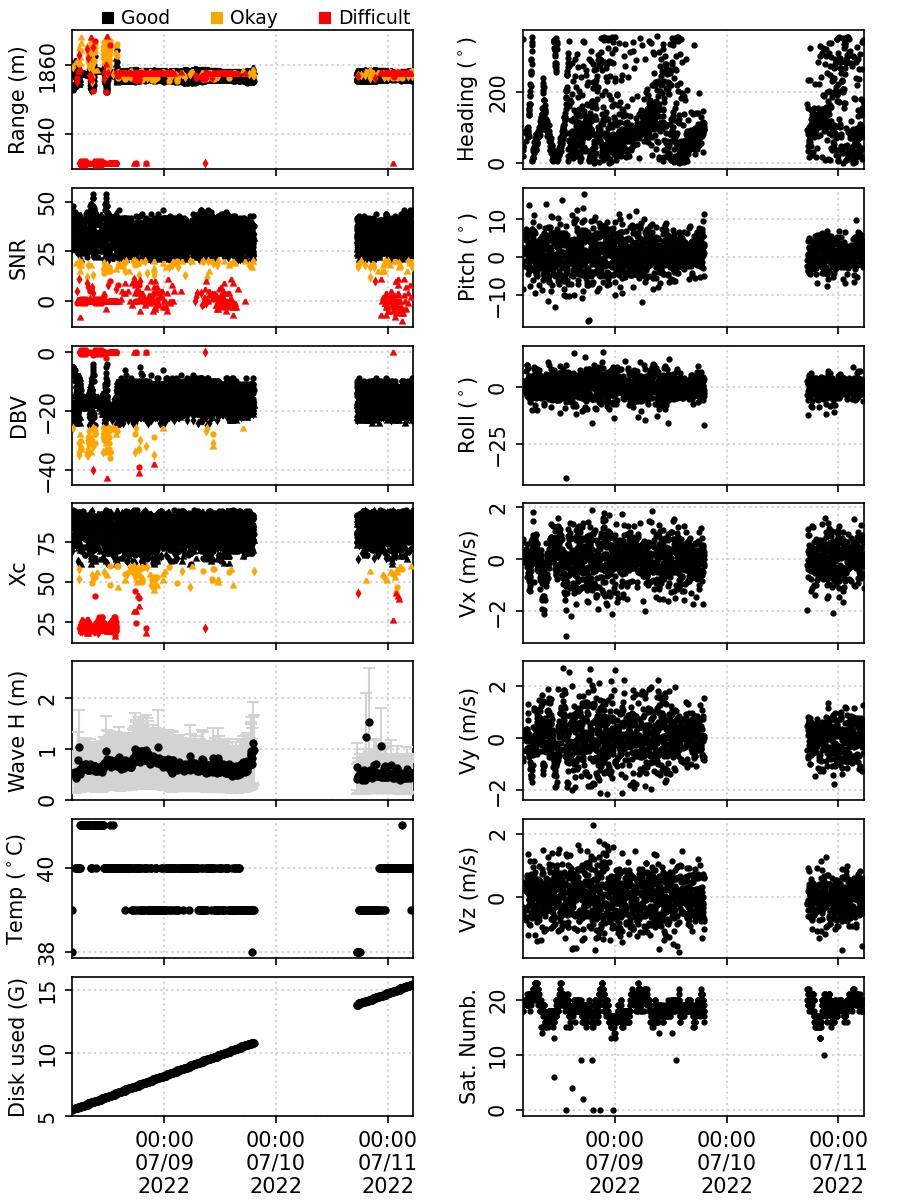 Good Okay Difficult
Range (m)
1860
540
Heading (°)
200
0
SNR
50
25
0
Pitch (°)
10
0
−10
DBV
0
−20
−40
Roll (°)
0
−25
Xc
75
50
25
Vx (m/s)
2
0
−2
Wave H (m)
2
1
0
Vy (m/s)
2
0
−2
Temp (°C)
40
38
Vz (m/s)
2
0
Disk used (G)
15
10
5
Sat. Numb.
20
10
0
00:00 00:00 00:00
07/09 07/10 07/11
2022 2022 2022
00:00 00:00 00:00
07/09 07/10 07/11
2022 2022 2022